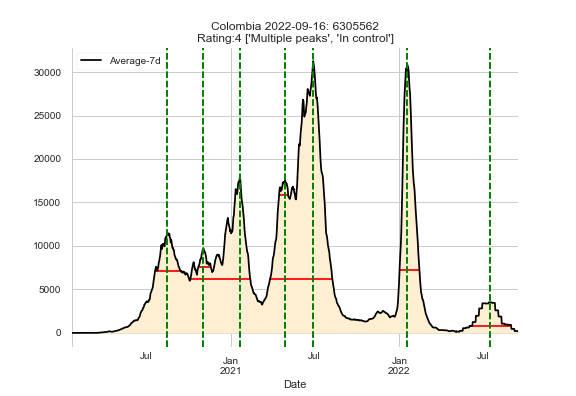 Colombia 2022-09-16: 6305562
Rating:4 ['Multiple peaks', 'In control']
Average-7d
30000
25000
20000
15000
10000
5000
0
Jul
Jan
2021
Jul
Jan
2022
Jul
Date